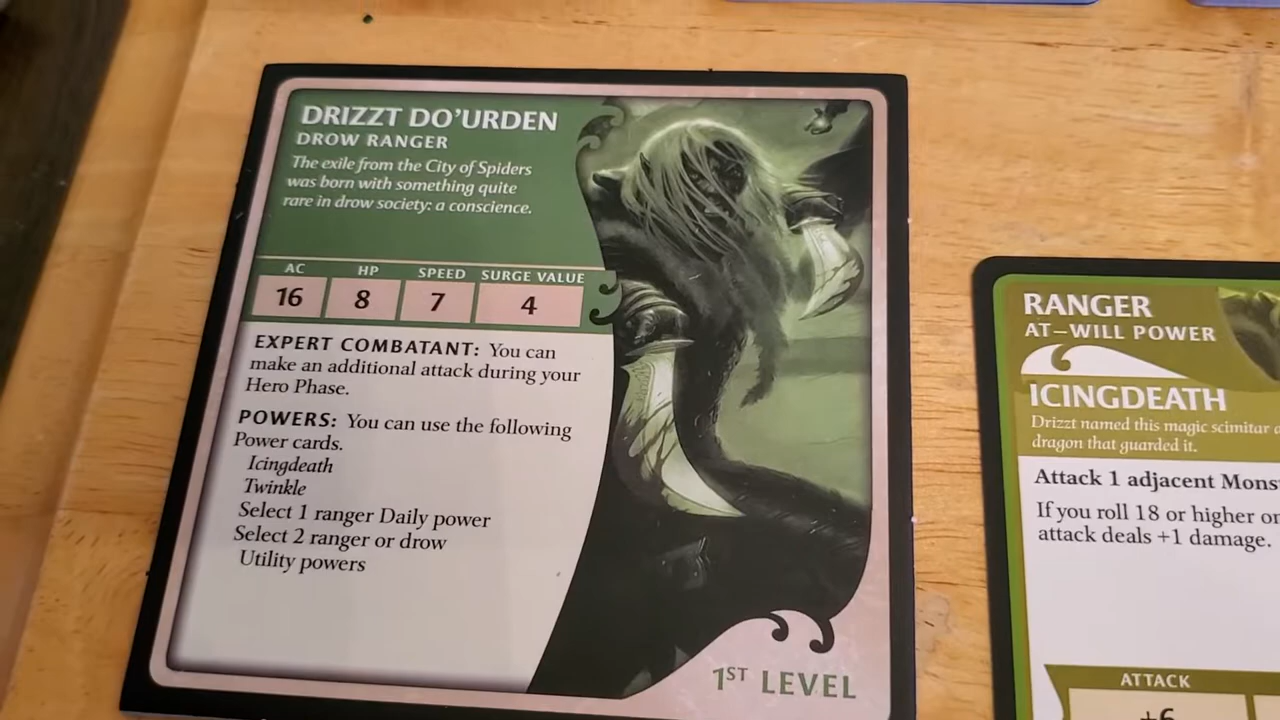 DRIZZT DO'URDEN
DROW RANGER
The exile from the City of Spiders
was born with something quite
rare in drow society: a conscience.
AC HP SPEED SURGE VALUE
16 8 7 4
EXPERT COMBATANT: You can
make an additional attack during your
Hero Phase.
POWERS: You can use the following
Power cards.
Icingdeath
Twinkle
Select 1 ranger Daily power
Select 2 ranger or drow
Utility powers
1ST LEVEL
RANGER
AT-WILL POWER
ICINGDEATH
Drizzt named this magic scimitar
dragon that guarded it.
Attack 1 adjacent
If you roll 18 or higher
attack deals +1 damage.
ATTACK
+6